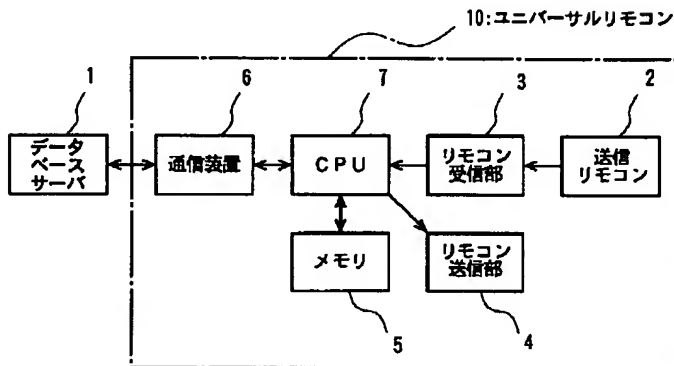 10:ユニバーサルリモコン
1
6
7
3
2
データ
ベース
サーバ
通信装置
CPU
リモコン
受信部
送信
リモコン
メモリ
リモコン
送信部
5
4